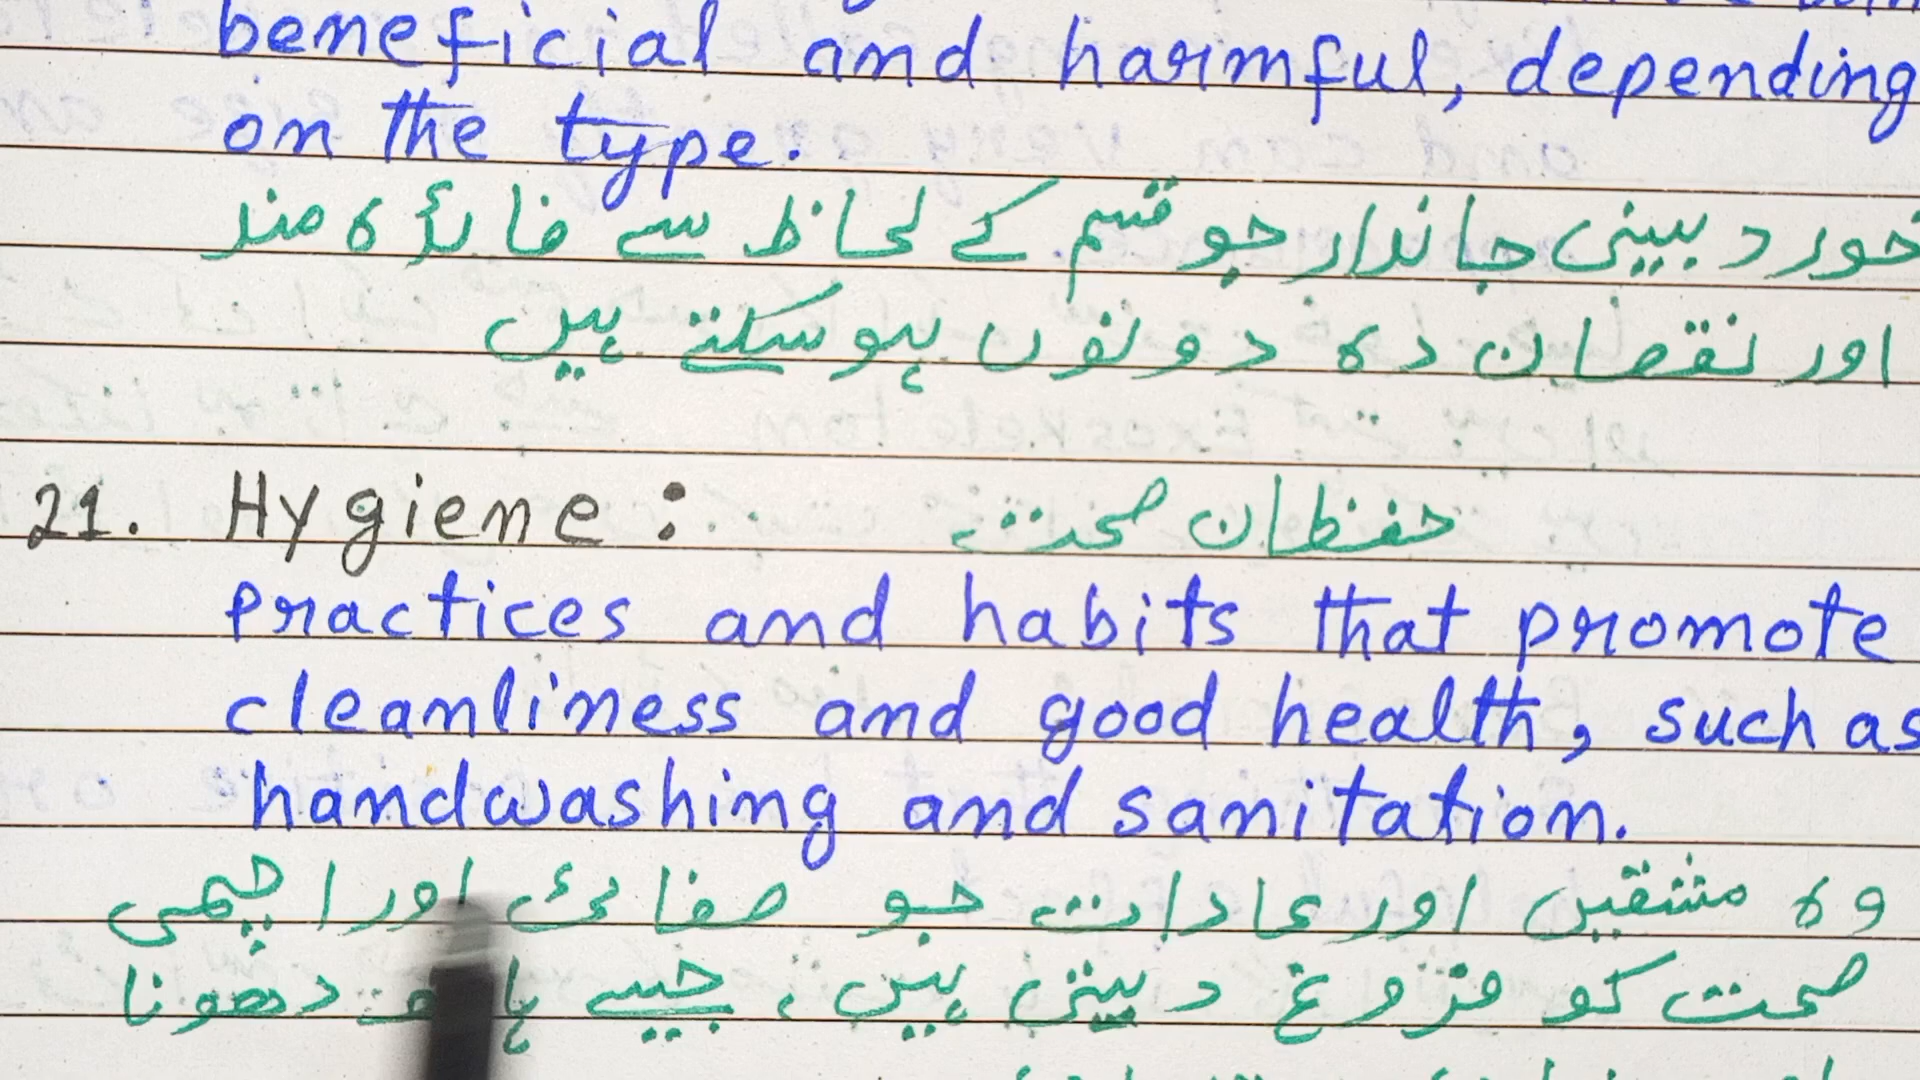 beneficial and harmful, depending
on the type.
خورد بینی جاندار جو قسم کے لحاظ سے فائدہ مند
اور نقصان دہ دونوں ہو سکتے ہیں
21. Hygiene : حفظان صحت
practices and habits that promote
cleanliness and good health, such as
handwashing and sanitation.
وہ مشقیں اور عادات جو صفائی اور اچھی
صحت کو فروغ دیتی ہیں، جیسے ہاتھ دھونا